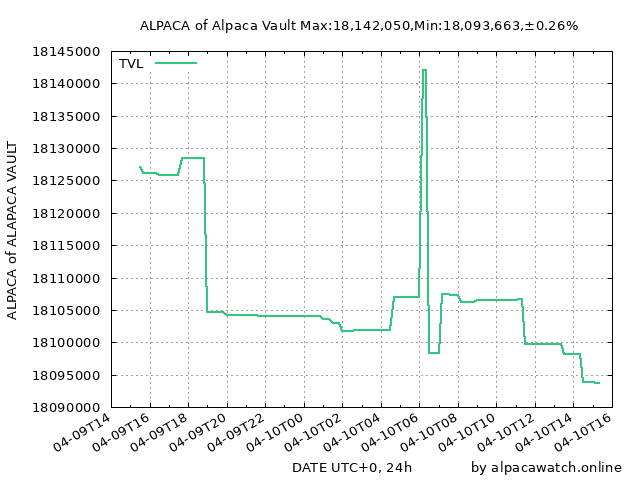 ALPACA of Alpaca Vault Max:18,142,050,Min:18,093,663,±0.26%
TVL
ALPACA of ALAPACA VAULT
18145000
18140000
18135000
18130000
18125000
18120000
18115000
18110000
18105000
18100000
18095000
18090000
04-09T14
04-09T16
04-09T18
04-09T20
04-09T22
04-10T00
04-10T02
04-10T04
04-10T06
04-10T08
04-10T10
04-10T12
04-10T14
04-10T16
DATE UTC+0, 24h
by alpacawatch.online